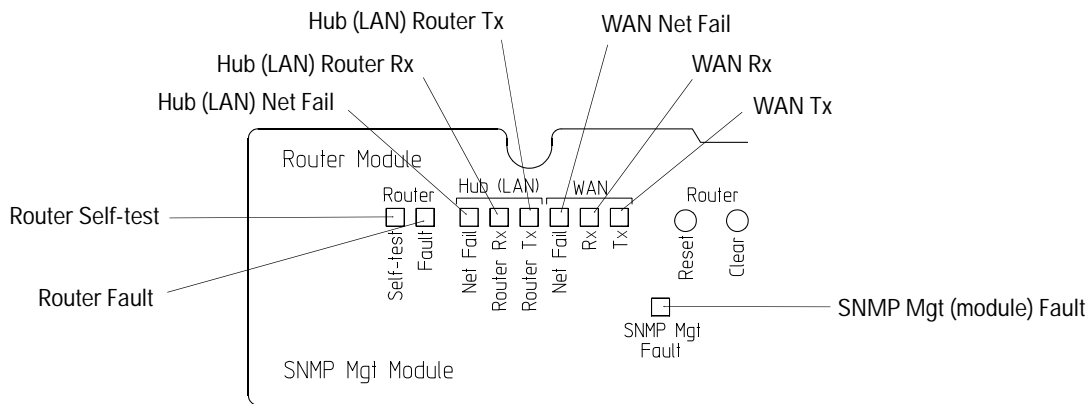 Hub (LAN) Router Tx
WAN Net Fail
Hub (LAN) Router Rx
WAN Rx
Hub (LAN) Net Fail
WAN Tx
Router Module
Router
Hub (LAN)
WAN
Router
Router Self-test
Self-test
Fault
Net Fail
Router Rx
Router Tx
Net Fail
Rx
Tx
Reset
Clear
Router Fault
SNMP Mgt (module) Fault
SNMP Mgt
Fault
SNMP Mgt Module